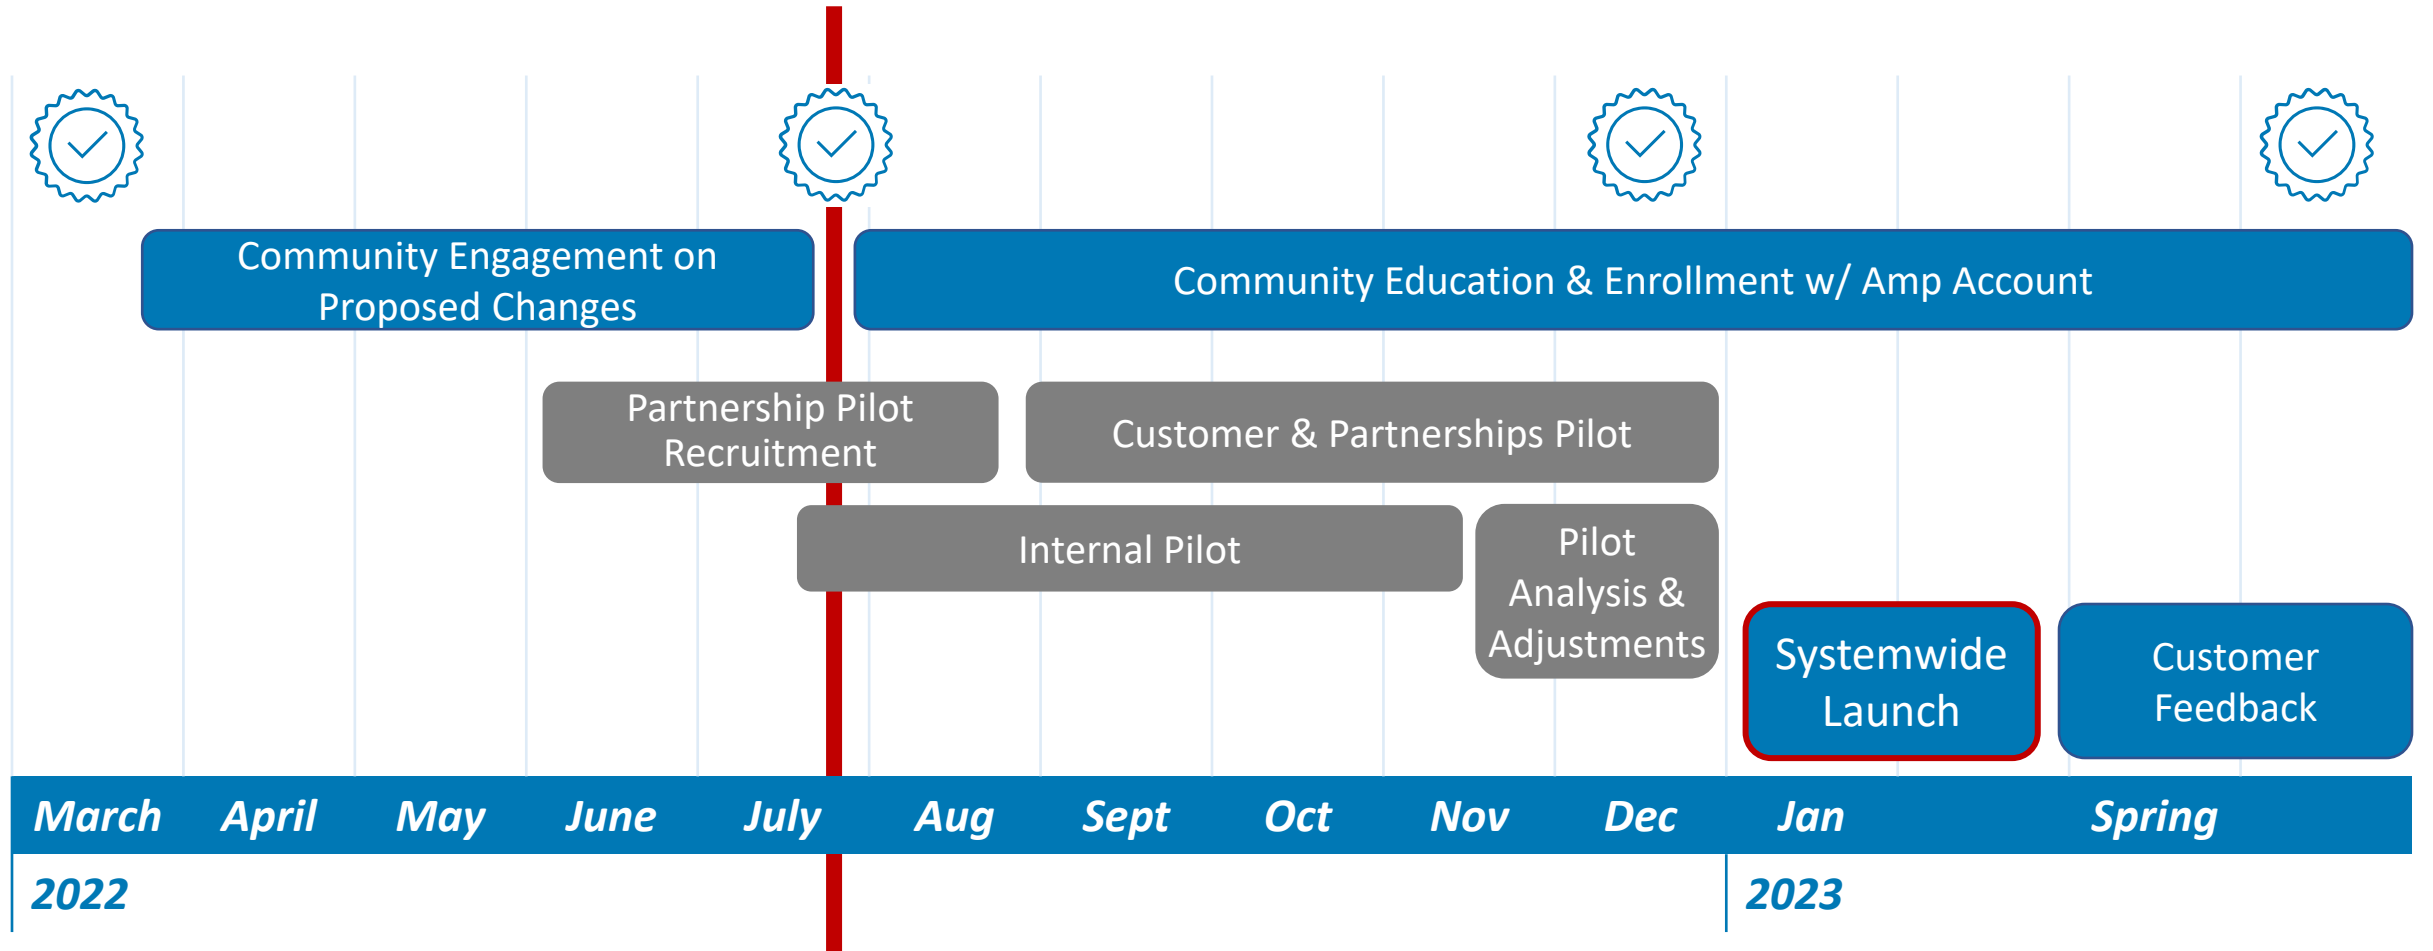 Community Engagement on
Proposed Changes
Community Education & Enrollment w/ Amp Account
Partnership Pilot
Recruitment
Customer & Partnerships Pilot
Internal Pilot
Pilot
Analysis &
Adjustments
Systemwide
Launch
Customer
Feedback
March April May June July Aug Sept Oct Nov Dec Jan Spring
2022 2023